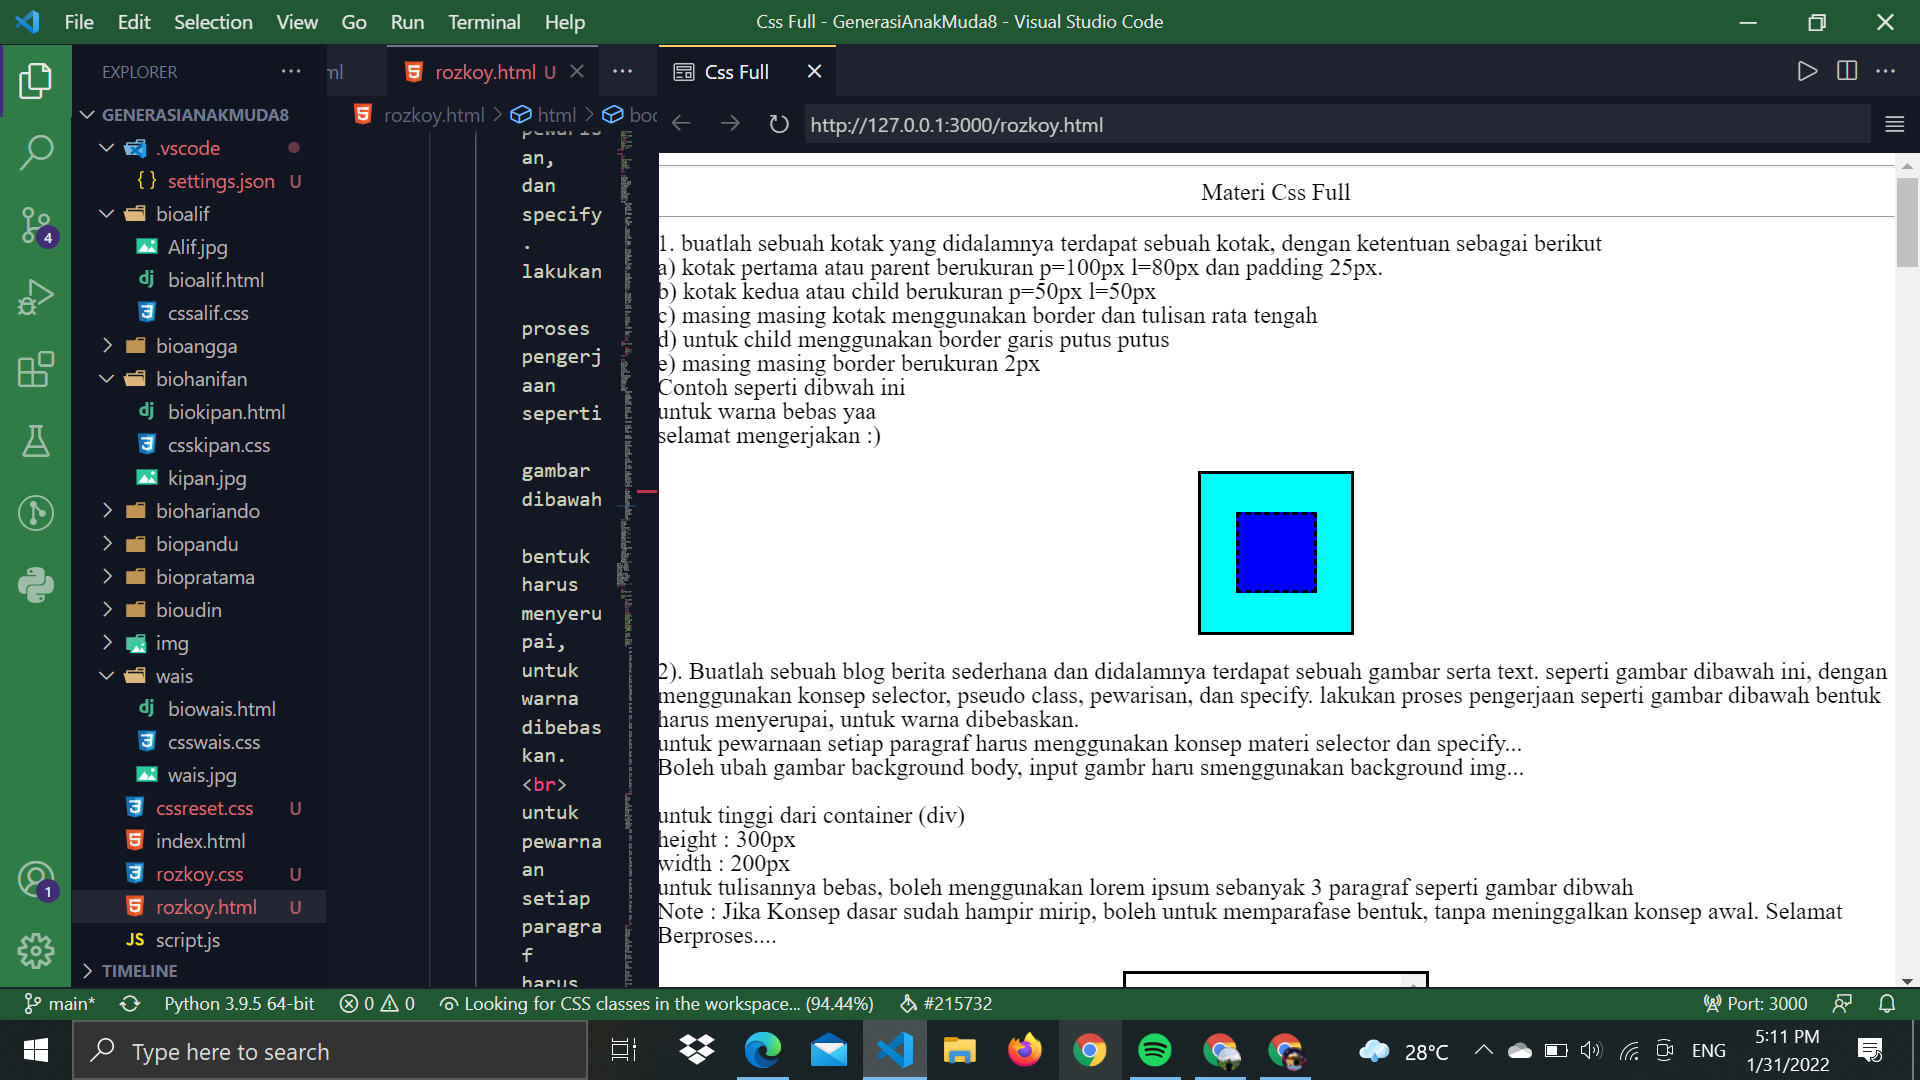 File Edit Selection View Go Run Terminal Help
Css Full - GenerasiAnakMuda8 - Visual Studio Code
EXPLORER
GENERASIANAKMUDA8
.vscode
{ } settings.json U
bioalif
Alif.jpg
dj bioalif.html
cssalif.css
bioangga
biohanifan
dj biokipan.html
csskipan.css
kipan.jpg
biohariando
biopandu
biopratama
bioudin
img
wais
dj biowais.html
csswais.css
wais.jpg
cssreset.css U
index.html
rozkoy.css U
rozkoy.html U
JS script.js
TIMELINE
4
1
ml
rozkoy.html U
rozkoy.html > html >
an,
dan
specify
.
lakukan
proses
pengerj
aan
seperti
gambar
dibawah
bentuk
harus
menyeru
pai,
untuk
warna
dibebas
kan.
<br>
untuk
pewarna
an
setiap
paragra
f
harus
Css Full
http://127.0.0.1:3000/rozkoy.html
Materi Css Full
1. buatlah sebuah kotak yang didalamnya terdapat sebuah kotak, dengan ketentuan sebagai berikut
a) kotak pertama atau parent berukuran p=100px l=80px dan padding 25px.
b) kotak kedua atau child berukuran p=50px l=50px
c) masing masing kotak menggunakan border dan tulisan rata tengah
d) untuk child menggunakan border garis putus putus
e) masing masing border berukuran 2px
Contoh seperti dibwah ini
untuk warna bebas yaa
selamat mengerjakan :)
2). Buatlah sebuah blog berita sederhana dan didalamnya terdapat sebuah gambar serta text. seperti gambar dibawah ini, dengan
menggunakan konsep selector, pseudo class, pewarisan, dan specify. lakukan proses pengerjaan seperti gambar dibawah bentuk
harus menyerupai, untuk warna dibebaskan.
untuk pewarnaan setiap paragraf harus menggunakan konsep materi selector dan specify...
Boleh ubah gambar background body, input gambr haru smenggunakan background img...
untuk tinggi dari container (div)
height : 300px
width : 200px
untuk tulisannya bebas, boleh menggunakan lorem ipsum sebanyak 3 paragraf seperti gambar dibwah
Note : Jika Konsep dasar sudah hampir mirip, boleh untuk memparafase bentuk, tanpa meninggalkan konsep awal. Selamat
Berproses....
main* Python 3.9.5 64-bit 0 0 Looking for CSS classes in the workspace... (94.44%) #215732 Port: 3000
Type here to search
28°C ENG
5:11 PM
1/31/2022